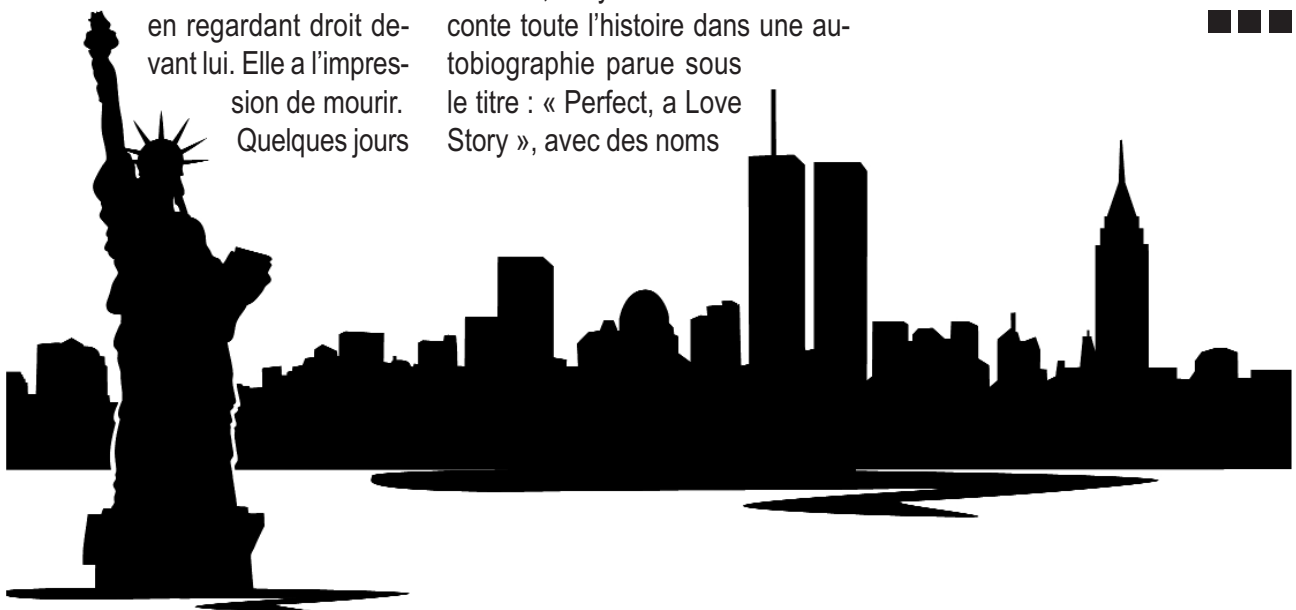 en regardant droit de-
vant lui. Elle a l’impres-
sion de mourir.
Quelques jours
conte toute l’histoire dans une au-
tobiographie parue sous
le titre : « Perfect, a Love
Story », avec des noms